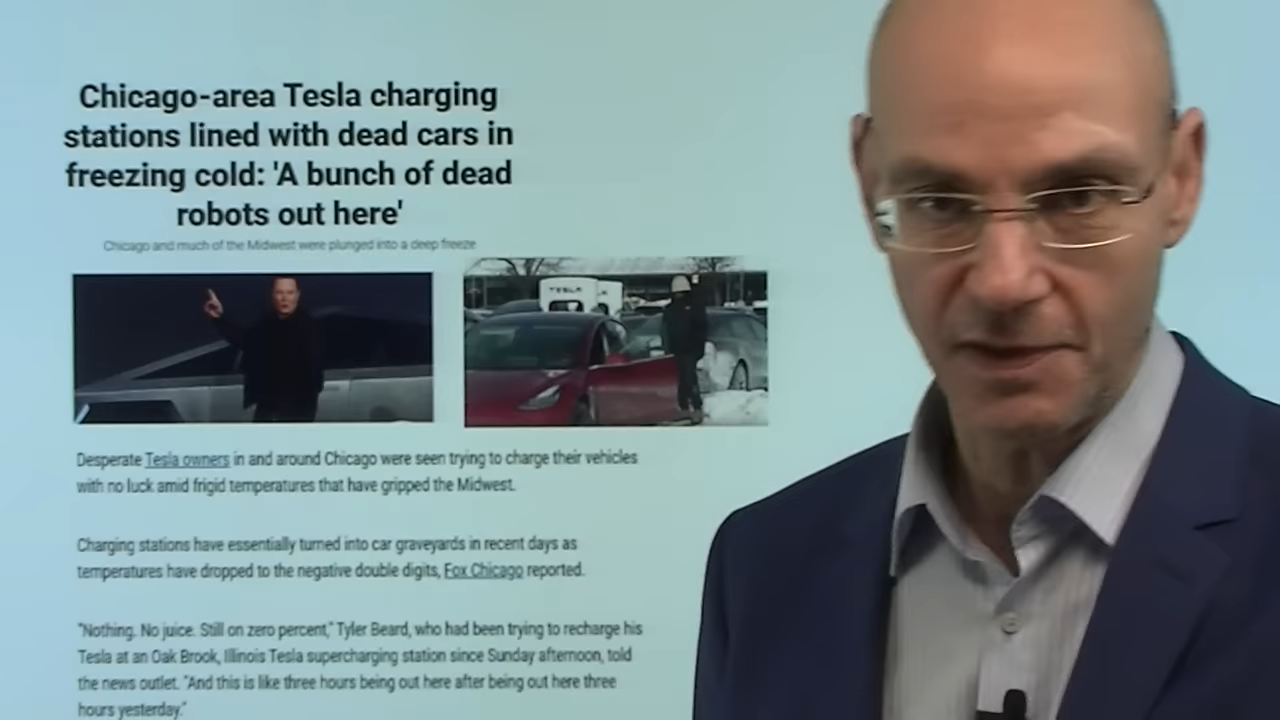 Chicago-area Tesla charging
stations lined with dead cars in
freezing cold: 'A bunch of dead
robots out here'
Chicago and much of the Midwest were plunged into a deep freeze
TESLA
Desperate Tesla owners in and around Chicago were seen trying to charge their vehicles
with no luck amid frigid temperatures that have gripped the Midwest.
Charging stations have essentially turned into car graveyards in recent days as
temperatures have dropped to the negative double digits, Fox Chicago reported.
"Nothing. No juice. Still on zero percent," Tyler Beard, who had been trying to recharge his
Tesla at an Oak Brook, Illinois Tesla supercharging station since Sunday afternoon, told
the news outlet. "And this is like three hours being out here after being out here three
hours yesterday."